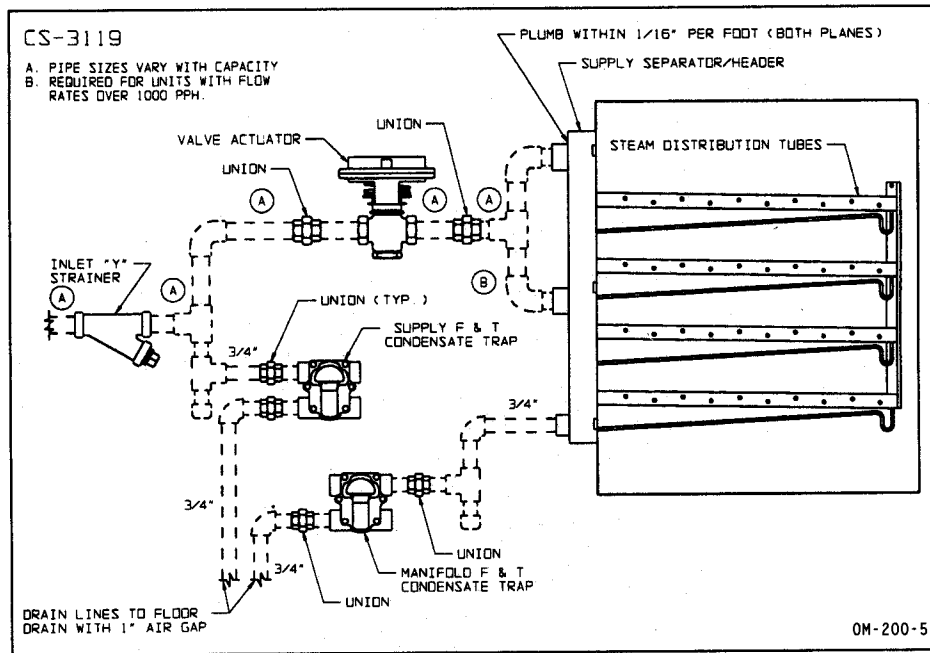 CS-3119
A. PIPE SIZES VARY WITH CAPACITY
B. REQUIRED FOR UNITS WITH FLOW
RATES OVER 1000 PPH.
PLUMB WITHIN 1/16" PER FOOT (BOTH PLANES)
SUPPLY SEPARATOR/HEADER
UNION
VALVE ACTUATOR
STEAM DISTRIBUTION TUBES
UNION
A
A
A
INLET "Y"
STRAINER
A
A
B
UNION (TYP.)
SUPPLY F & T
CONDENSATE TRAP
3/4"
3/4"
3/4"
UNION
3/4"
MANIFOLD F & T
CONDENSATE TRAP
UNION
DRAIN LINES TO FLOOR
DRAIN WITH 1" AIR GAP
OM-200-5